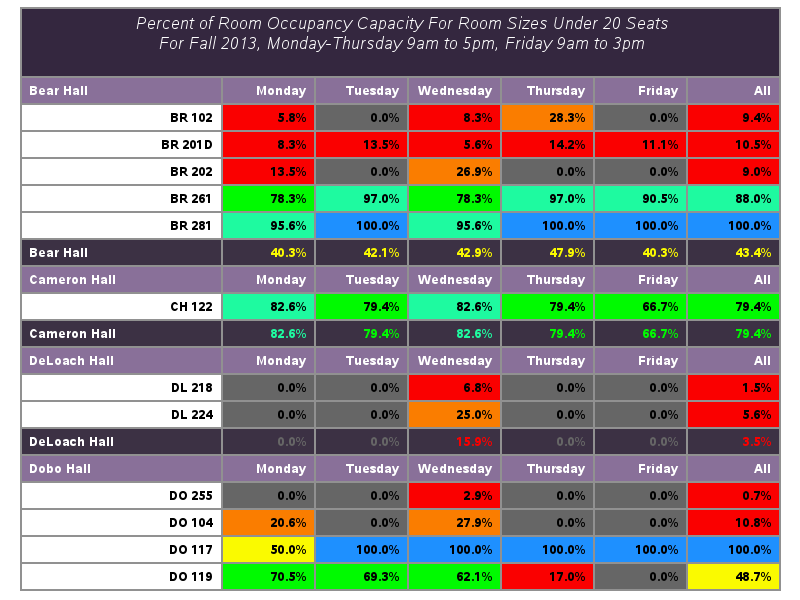 Percent of Room Occupancy Capacity For Room Sizes Under 20 Seats
For Fall 2013, Monday-Thursday 9am to 5pm, Friday 9am to 3pm
Bear Hall Monday Tuesday Wednesday Thursday Friday All
BR 102 5.8% 0.0% 8.3% 28.3% 0.0% 9.4%
BR 201D 8.3% 13.5% 5.6% 14.2% 11.1% 10.5%
BR 202 13.5% 0.0% 26.9% 0.0% 0.0% 9.0%
BR 261 78.3% 97.0% 78.3% 97.0% 90.5% 88.0%
BR 281 95.6% 100.0% 95.6% 100.0% 100.0% 100.0%
Bear Hall 40.3% 42.1% 42.9% 47.9% 40.3% 43.4%
Cameron Hall Monday Tuesday Wednesday Thursday Friday All
CH 122 82.6% 79.4% 82.6% 79.4% 66.7% 79.4%
Cameron Hall 82.6% 79.4% 82.6% 79.4% 66.7% 79.4%
DeLoach Hall Monday Tuesday Wednesday Thursday Friday All
DL 218 0.0% 0.0% 6.8% 0.0% 0.0% 1.5%
DL 224 0.0% 0.0% 25.0% 0.0% 0.0% 5.6%
DeLoach Hall 0.0% 0.0% 15.9% 0.0% 0.0% 3.5%
Dobo Hall Monday Tuesday Wednesday Thursday Friday All
DO 255 0.0% 0.0% 2.9% 0.0% 0.0% 0.7%
DO 104 20.6% 0.0% 27.9% 0.0% 0.0% 10.8%
DO 117 50.0% 100.0% 100.0% 100.0% 100.0% 100.0%
DO 119 70.5% 69.3% 62.1% 17.0% 0.0% 48.7%